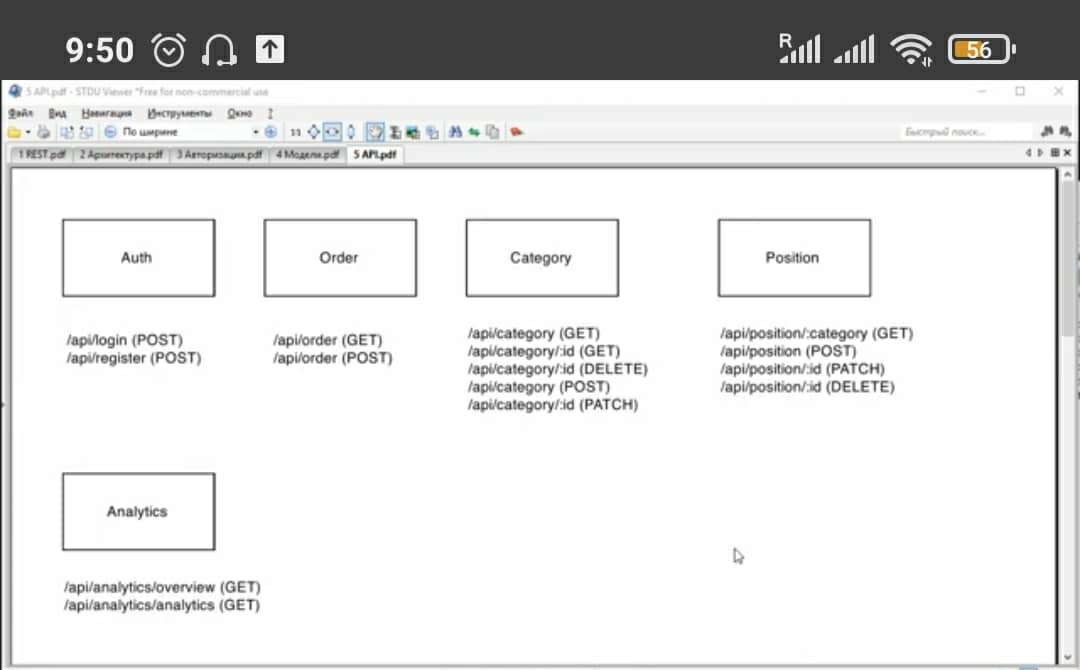 9:50
R
56
5 API.pdf - STDU Viewer "Free for non-commercial use
Файл Вид Навигация Инструменты Окно ?
По ширине
1:1
Быстрый поиск...
1 REST.pdf 2 Архитектура.pdf 3 Авторизация.pdf 4 Модели.pdf 5 API.pdf
Auth Order Category Position
/api/login (POST)
/api/register (POST)
/api/order (GET)
/api/order (POST)
/api/category (GET)
/api/category/:id (GET)
/api/category/:id (DELETE)
/api/category (POST)
/api/category/:id (PATCH)
/api/position/:category (GET)
/api/position (POST)
/api/position/:id (PATCH)
/api/position/:id (DELETE)
Analytics
/api/analytics/overview (GET)
/api/analytics/analytics (GET)